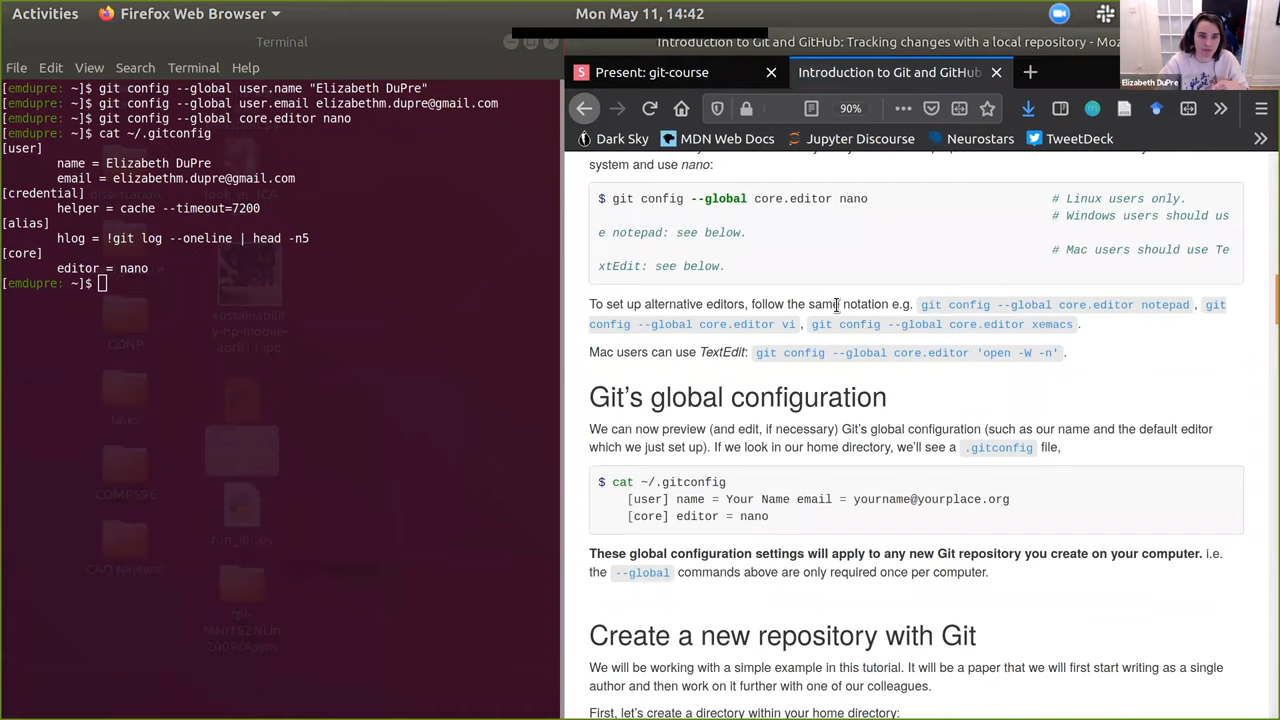 Activities
Firefox Web Browser
Mon May 11, 14:42
Terminal
File Edit View Search Terminal Help
[emdupre: ~]$ git config --global user.name "Elizabeth DuPre"
[emdupre: ~]$ git config --global user.email elizabethm.dupre@gmail.com
[emdupre: ~]$ git config --global core.editor nano
[emdupre: ~]$ cat ~/.gitconfig
[user]
name = Elizabeth DuPre
email = elizabethm.dupre@gmail.com
[credential]
helper = cache --timeout=7200
[alias]
hlog = !git log --oneline | head -n5
[core]
editor = nano
[emdupre: ~]$
CONP
talks
COMP596
Introduction to Git and GitHub: Tracking changes with a local repository - Moz
Elizabeth DuPre
Present: git-course
Introduction to Git and GitHub
90%
Dark Sky
MDN Web Docs
Jupyter Discourse
Neurostars
TweetDeck
system and use nano:
$ git config --global core.editor nano # Linux users only.
# Windows users should us
e notepad: see below.
# Mac users should use Te
xtEdit: see below.
To set up alternative editors, follow the same notation e.g. git config --global core.editor notepad , git
config --global core.editor vi , git config --global core.editor xemacs .
Mac users can use TextEdit: git config --global core.editor 'open -W -n' .
Git's global configuration
We can now preview (and edit, if necessary) Git's global configuration (such as our name and the default editor
which we just set up). If we look in our home directory, we'll see a .gitconfig file,
$ cat ~/.gitconfig
[user] name = Your Name email = yourname@yourplace.org
[core] editor = nano
These global configuration settings will apply to any new Git repository you create on your computer. i.e.
the --global commands above are only required once per computer.
Create a new repository with Git
We will be working with a simple example in this tutorial. It will be a paper that we will first start writing as a single
author and then work on it further with one of our colleagues.
First, let's create a directory within your home directory: